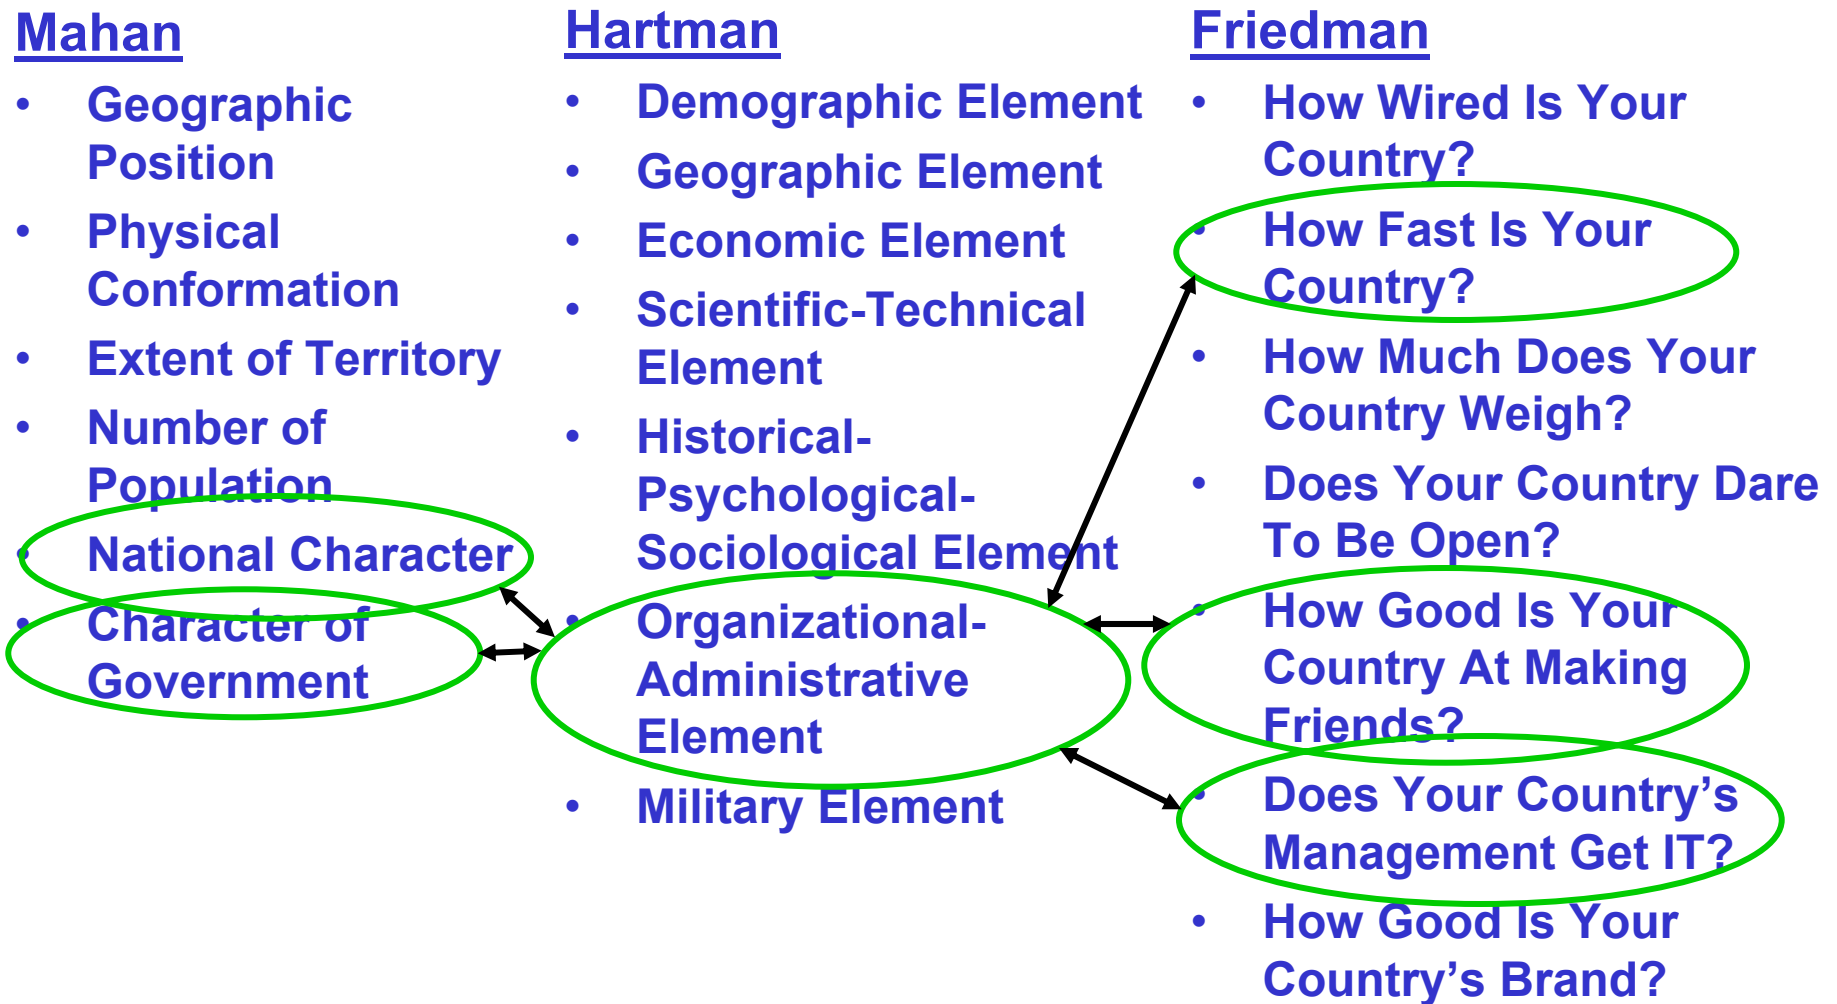 Mahan
• Geographic
Position
• Physical
Conformation
• Extent of Territory
• Number of
Population
• National Character
• Character of
Government
Hartman
• Demographic Element
• Geographic Element
• Economic Element
• Scientific-Technical
Element
• Historical-
Psychological-
Sociological Element
• Organizational-
Administrative
Element
• Military Element
Friedman
• How Wired Is Your
Country?
• How Fast Is Your
Country?
• How Much Does Your
Country Weigh?
• Does Your Country Dare
To Be Open?
• How Good Is Your
Country At Making
Friends?
• Does Your Country’s
Management Get IT?
• How Good Is Your
Country’s Brand?